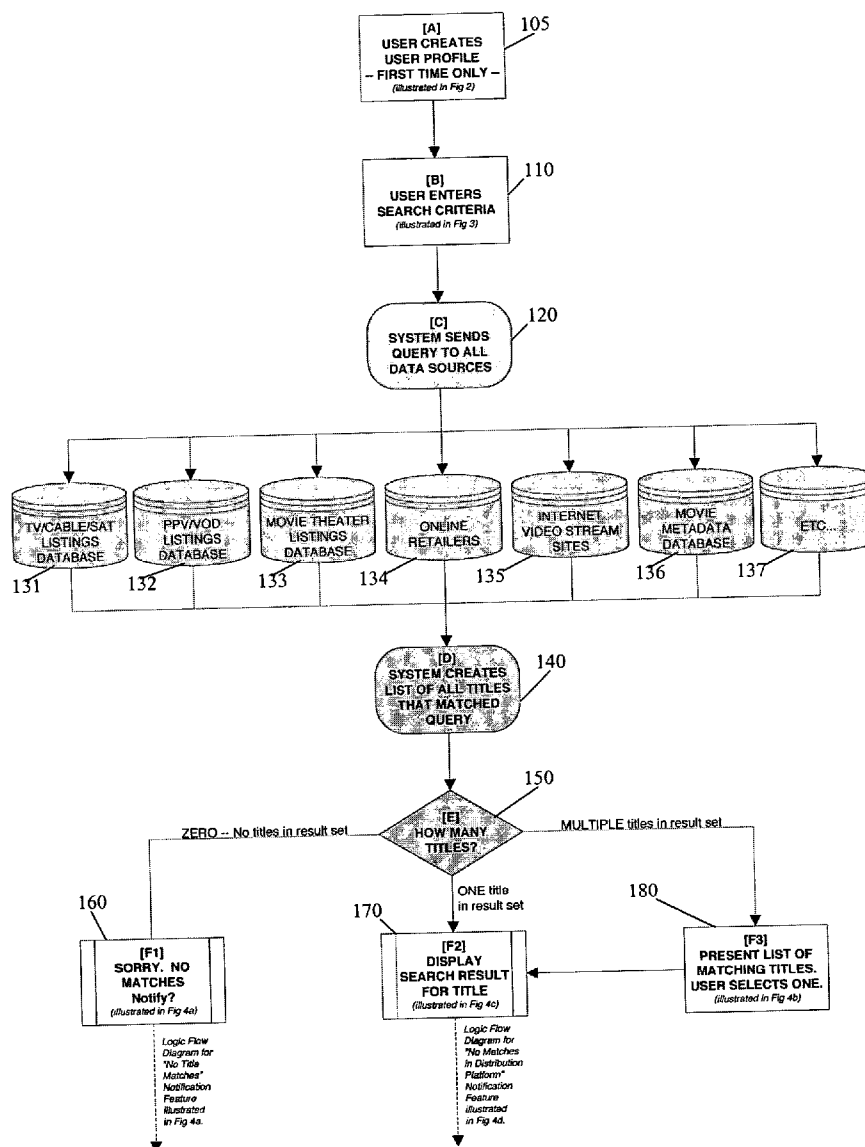 [A]
USER CREATES
USER PROFILE
-- FIRST TIME ONLY --
(illustrated in Fig 2)
105
[B]
USER ENTERS
SEARCH CRITERIA
(illustrated in Fig 3)
110
[C]
SYSTEM SENDS
QUERY TO ALL
DATA SOURCES
120
TV/CABLE/SAT
LISTINGS
DATABASE
131
PPV/VOD
LISTINGS
DATABASE
132
MOVIE THEATER
LISTINGS
DATABASE
133
ONLINE
RETAILERS
134
INTERNET
VIDEO STREAM
SITES
135
MOVIE
METADATA
DATABASE
136
ETC...
137
[D]
SYSTEM CREATES
LIST OF ALL TITLES
THAT MATCHED
QUERY
140
[E]
HOW MANY
TITLES?
150
ZERO -- No titles in result set
ONE title
in result set
MULTIPLE titles in result set
160
[F1]
SORRY. NO
MATCHES
Notify?
(illustrated in Fig 4a)
170
[F2]
DISPLAY
SEARCH RESULT
FOR TITLE
(illustrated in Fig 4c)
180
[F3]
PRESENT LIST OF
MATCHING TITLES.
USER SELECTS ONE.
(illustrated in Fig 4b)
Logic Flow
Diagram for
"No Title
Matches"
Notification
Feature
illustrated
in Fig 4a.
Logic Flow
Diagram for
"No Matches
in Distribution
Platform"
Notification
Feature
illustrated
in Fig 4d.